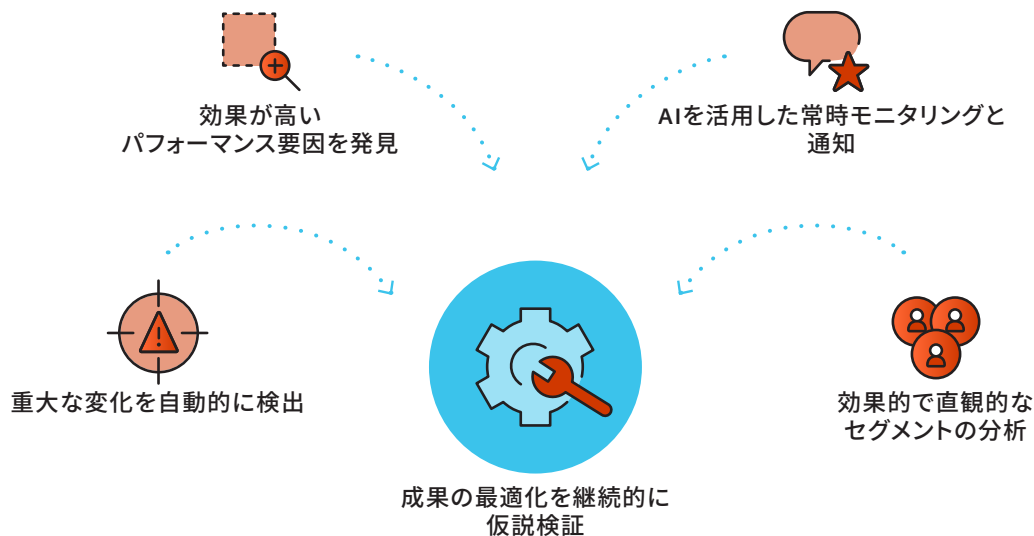 効果が高い
パフォーマンス要因を発見
AIを活用した常時モニタリングと
通知
重大な変化を自動的に検出
効果的で直観的な
セグメントの分析
成果の最適化を継続的に
仮説検証